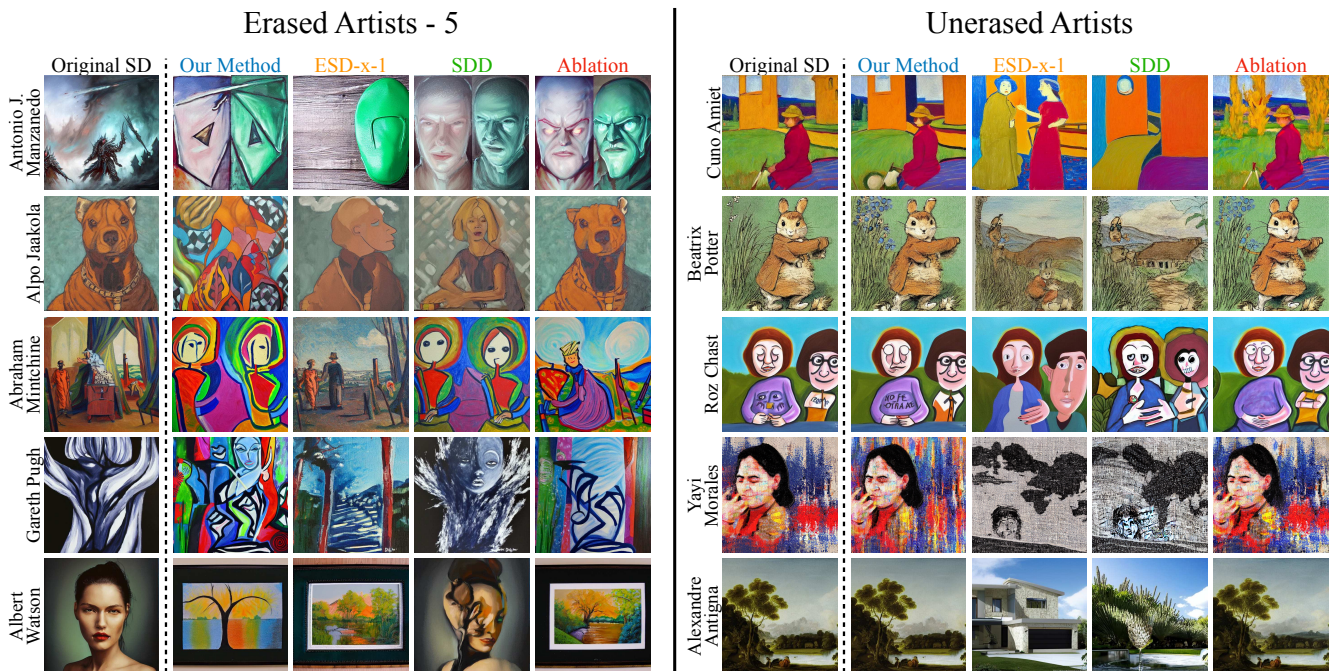 Erased Artists - 5
Unerased Artists
Original SD
Our Method
ESD-x-1
SDD
Ablation
Original SD
Our Method
ESD-x-1
SDD
Ablation
Antonio J.
Manzanedo
Cuno Amiet
Alpo Jaakola
Beatrix
Potter
Abraham
Mintchine
Roz Chast
Gareth Pugh
Yayi
Morales
Albert
Watson
Alexandre
Antigna